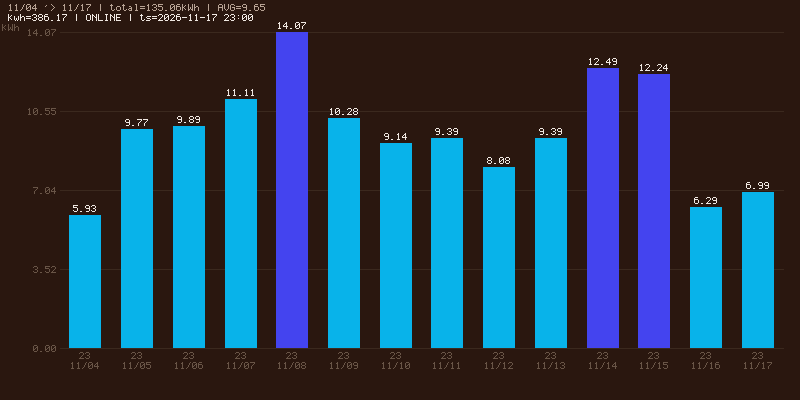 11/04 -> 11/17 | total=135.06kWh | AVG=9.65
Kwh=386.17 | ONLINE | ts=2026-11-17 23:00
kWh
14.07
10.55
7.04
3.52
0.00
5.93 9.77 9.89 11.11 14.07 10.28 9.14 9.39 8.08 9.39 12.49 12.24 6.29 6.99
23 23 23 23 23 23 23 23 23 23 23 23 23 23
11/04 11/05 11/06 11/07 11/08 11/09 11/10 11/11 11/12 11/13 11/14 11/15 11/16 11/17